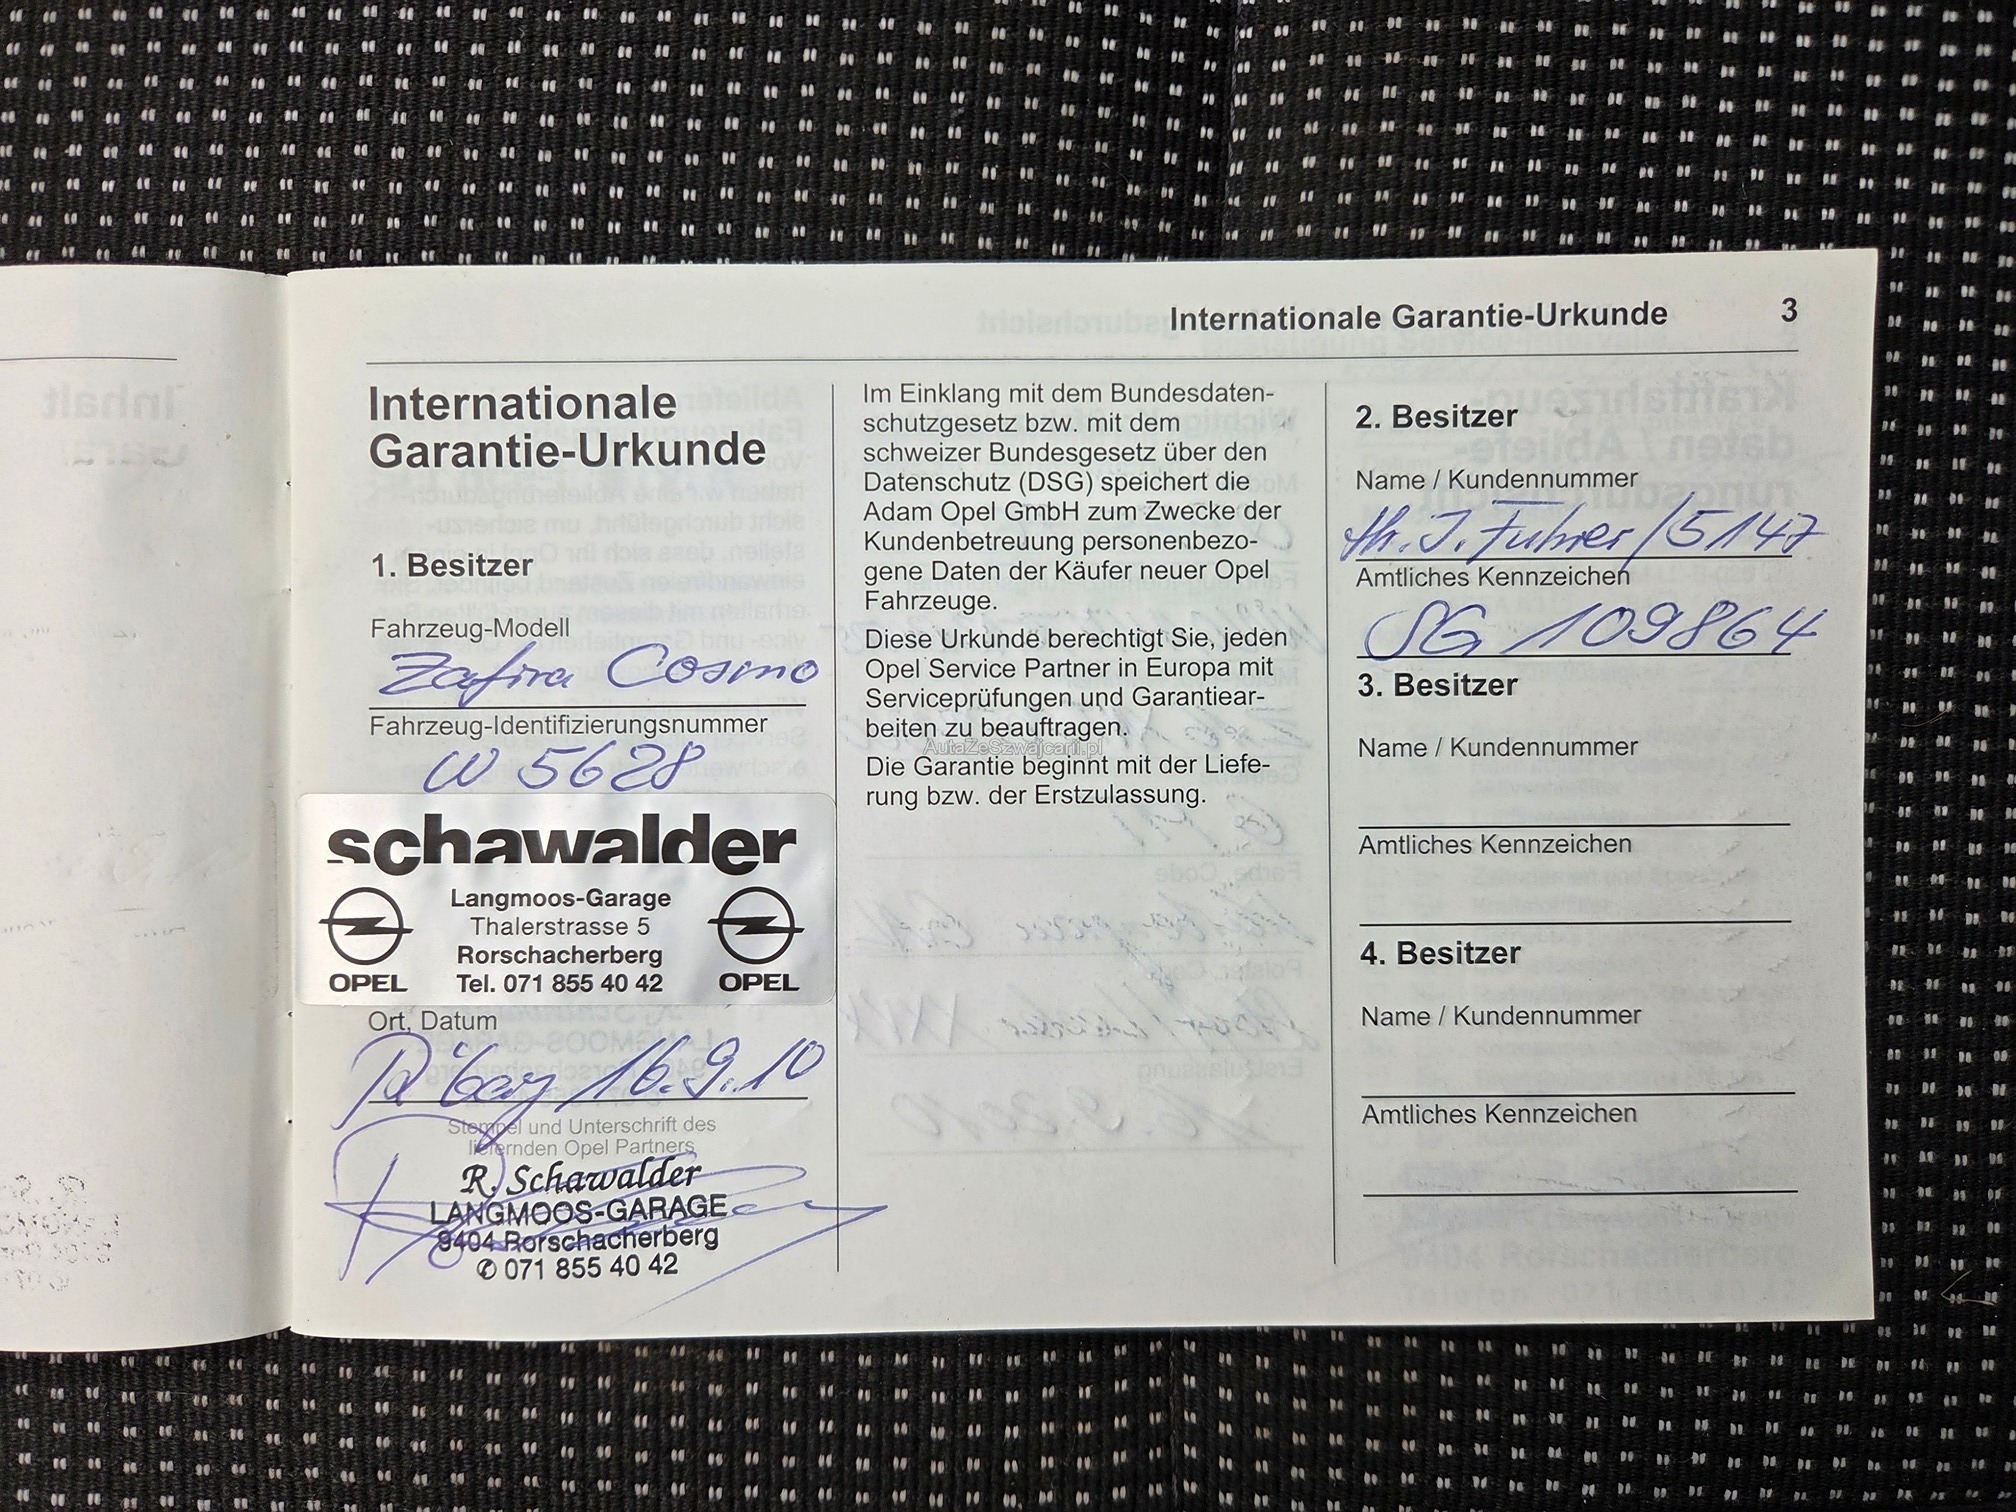 Internationale Garantie-Urkunde 3
Internationale
Garantie-Urkunde
1. Besitzer
Fahrzeug-Modell
Zafira Cosmo
Fahrzeug-Identifizierungsnummer
W 5628
schawalder
Langmoos-Garage
Thalerstrasse 5
Rorschacherberg
Tel. 071 855 40 42
OPEL
OPEL
Ort, Datum
16.9.10
Stempel und Unterschrift des
liefernden Opel Partners
R. Schawalder
LANGMOOS-GARAGE
9404 Rorschacherberg
✆ 071 855 40 42
Im Einklang mit dem Bundesdaten-
schutzgesetz bzw. mit dem
schweizer Bundesgesetz über den
Datenschutz (DSG) speichert die
Adam Opel GmbH zum Zwecke der
Kundenbetreuung personenbezo-
gene Daten der Käufer neuer Opel
Fahrzeuge.
Diese Urkunde berechtigt Sie, jeden
Opel Service Partner in Europa mit
Serviceprüfungen und Garantiear-
beiten zu beauftragen.
AutaZeSzwajcarii.pl
Die Garantie beginnt mit der Liefe-
rung bzw. der Erstzulassung.
2. Besitzer
Name / Kundennummer
J. Fuhrer / 5147
Amtliches Kennzeichen
SG 109864
3. Besitzer
Name / Kundennummer
Amtliches Kennzeichen
4. Besitzer
Name / Kundennummer
Amtliches Kennzeichen